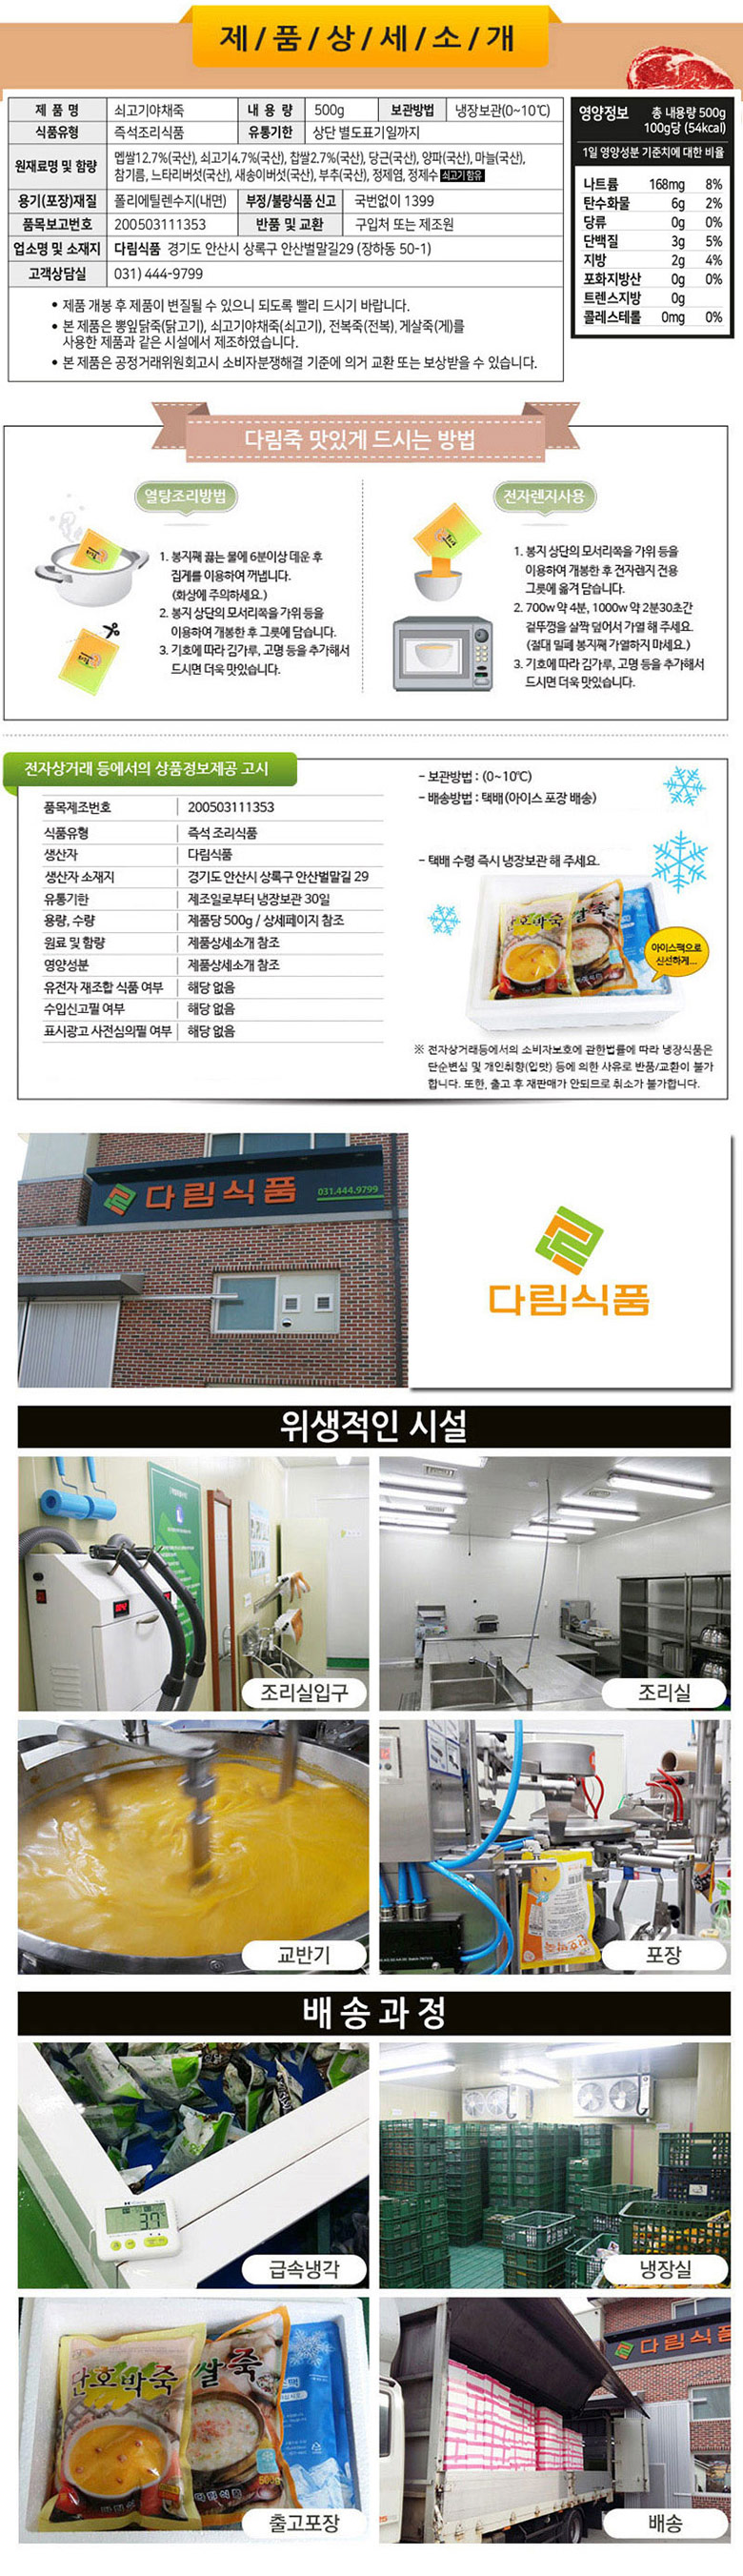 제/품/상/세/소/개
제 품 명 쇠고기야채죽 내 용 량 500g 보관방법 냉장보관(0~10℃)
식품유형 즉석조리식품 유통기한 상단 별도표기일까지
원재료명 및 함량 멥쌀12.7%(국산), 쇠고기4.7%(국산), 찹쌀2.7%(국산), 당근(국산), 양파(국산), 마늘(국산),
참기름, 느타리버섯(국산), 새송이버섯(국산), 부추(국산), 정제염, 정제수 쇠고기 함유
용기(포장)재질 폴리에틸렌수지(내면) 부정/불량식품 신고 국번없이 1399
품목보고번호 200503111353 반품 및 교환 구입처 또는 제조원
업소명 및 소재지 다림식품 경기도 안산시 상록구 안산벌말길29 (장하동 50-1)
고객상담실 031) 444-9799
• 제품 개봉 후 제품이 변질될 수 있으니 되도록 빨리 드시기 바랍니다.
• 본 제품은 뽕잎닭죽(닭고기), 쇠고기야채죽(쇠고기), 전복죽(전복), 게살죽(게)를
사용한 제품과 같은 시설에서 제조하였습니다.
• 본 제품은 공정거래위원회고시 소비자분쟁해결 기준에 의거 교환 또는 보상받을 수 있습니다.
영양정보 총 내용량 500g
100g당 (54kcal)
1일 영양성분 기준치에 대한 비율
나트륨 168mg 8%
탄수화물 6g 2%
당류 0g 0%
단백질 3g 5%
지방 2g 4%
포화지방산 0g 0%
트렌스지방 0g
콜레스테롤 0mg 0%
다림죽 맛있게 드시는 방법
열탕조리방법
1. 봉지째 끓는 물에 6분이상 데운 후
집게를 이용하여 꺼냅니다.
(화상에 주의하세요.)
2. 봉지 상단의 모서리쪽을 가위 등을
이용하여 개봉한 후 그릇에 담습니다.
3. 기호에 따라 김가루, 고명 등을 추가해서
드시면 더욱 맛있습니다.
전자렌지사용
1. 봉지 상단의 모서리쪽을 가위 등을
이용하여 개봉한 후 전자렌지 전용
그릇에 옮겨 담습니다.
2. 700w 약 4분, 1000w 약 2분30초간
겉뚜껑을 살짝 덮어서 가열 해 주세요.
(절대 밀폐 봉지째 가열하지 마세요.)
3. 기호에 따라 김가루, 고명 등을 추가해서
드시면 더욱 맛있습니다.
전자상거래 등에서의 상품정보제공 고시
품목제조번호 200503111353
식품유형 즉석 조리식품
생산자 다림식품
생산자 소재지 경기도 안산시 상록구 안산벌말길 29
유통기한 제조일로부터 냉장보관 30일
용량, 수량 제품당 500g / 상세페이지 참조
원료 및 함량 제품상세소개 참조
영양성분 제품상세소개 참조
유전자 재조합 식품 여부 해당 없음
수입신고필 여부 해당 없음
표시광고 사전심의필 여부 해당 없음
- 보관방법 : (0~10℃)
- 배송방법 : 택배 (아이스 포장 배송)
- 택배 수령 즉시 냉장보관 해 주세요.
단호박죽 쌀죽
아이스팩으로
신선하게...
※ 전자상거래등에서의 소비자보호에 관한법률에 따라 냉장식품은
단순변심 및 개인취향(입맛) 등에 의한 사유로 반품/교환이 불가
합니다. 또한, 출고 후 재판매가 안되므로 취소가 불가합니다.
다림식품 031.444.9799
다림식품
위생적인 시설
조리실입구
조리실
교반기
포장
배송과정
3.7
급속냉각
냉장실
단호박죽 쌀죽
500g
다림식품
출고포장
다림식품
배송